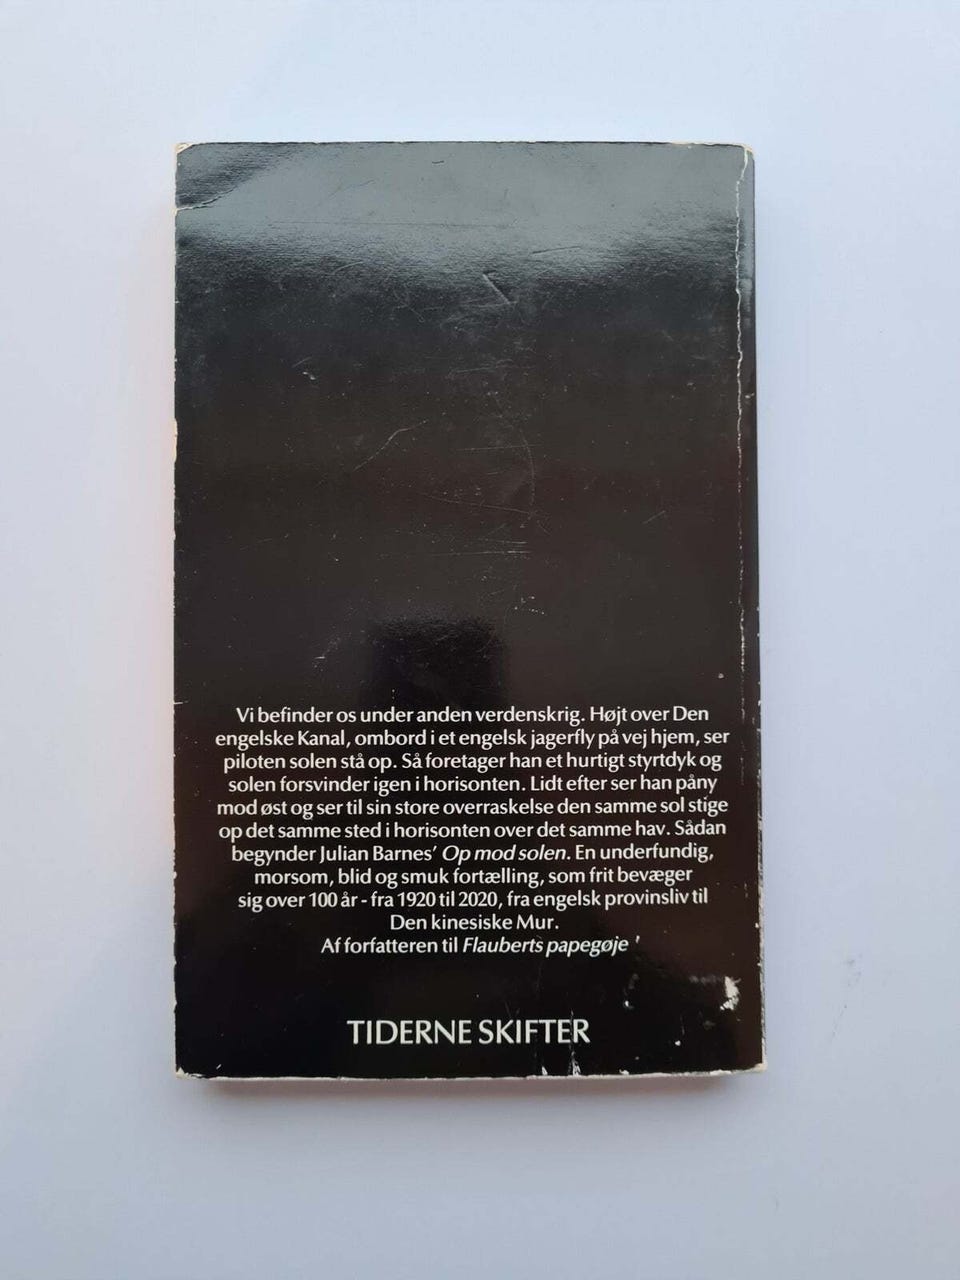 Vi befinder os under anden verdenskrig. Højt over Den
engelske Kanal, ombord i et engelsk jagerfly på vej hjem, ser
piloten solen stå op. Så foretager han et hurtigt styrtdyk og
solen forsvinder igen i horisonten. Lidt efter ser han påny
mod øst og ser til sin store overraskelse den samme sol stige
op det samme sted i horisonten over det samme hav. Sådan
begynder Julian Barnes' Op mod solen. En underfundig,
morsom, blid og smuk fortælling, som frit bevæger
sig over 100 år - fra 1920 til 2020, fra engelsk provinsliv til
Den kinesiske Mur.
Af forfatteren til Flauberts papegøje '
TIDERNE SKIFTER